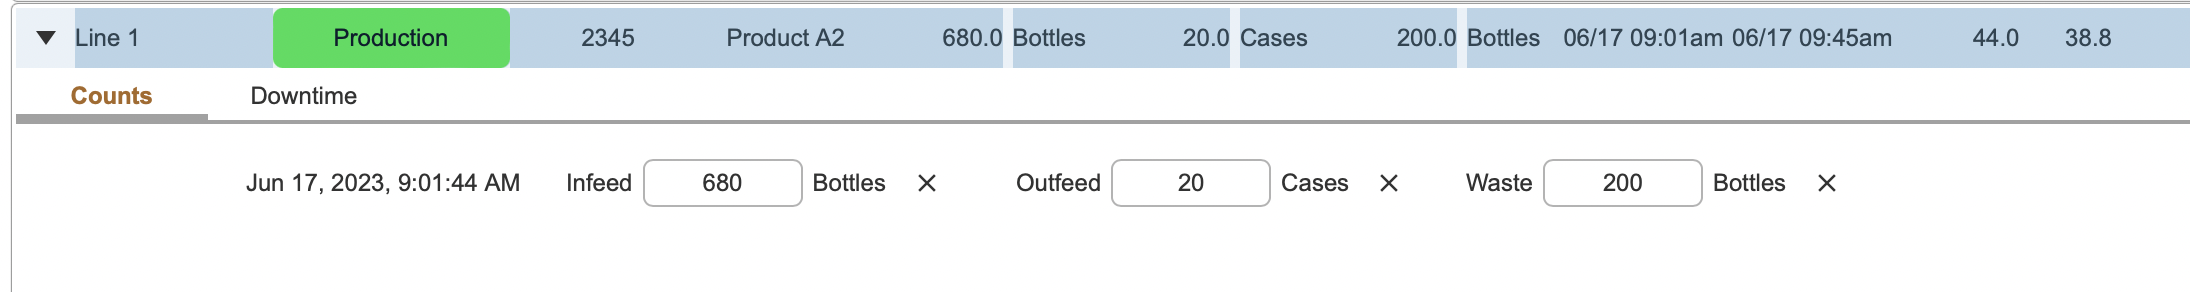 Line 1 Production 2345 Product A2 680.0 Bottles 20.0 Cases 200.0 Bottles 06/17 09:01am 06/17 09:45am 44.0 38.8
Counts Downtime
Jun 17, 2023, 9:01:44 AM Infeed 680 Bottles × Outfeed 20 Cases × Waste 200 Bottles ×